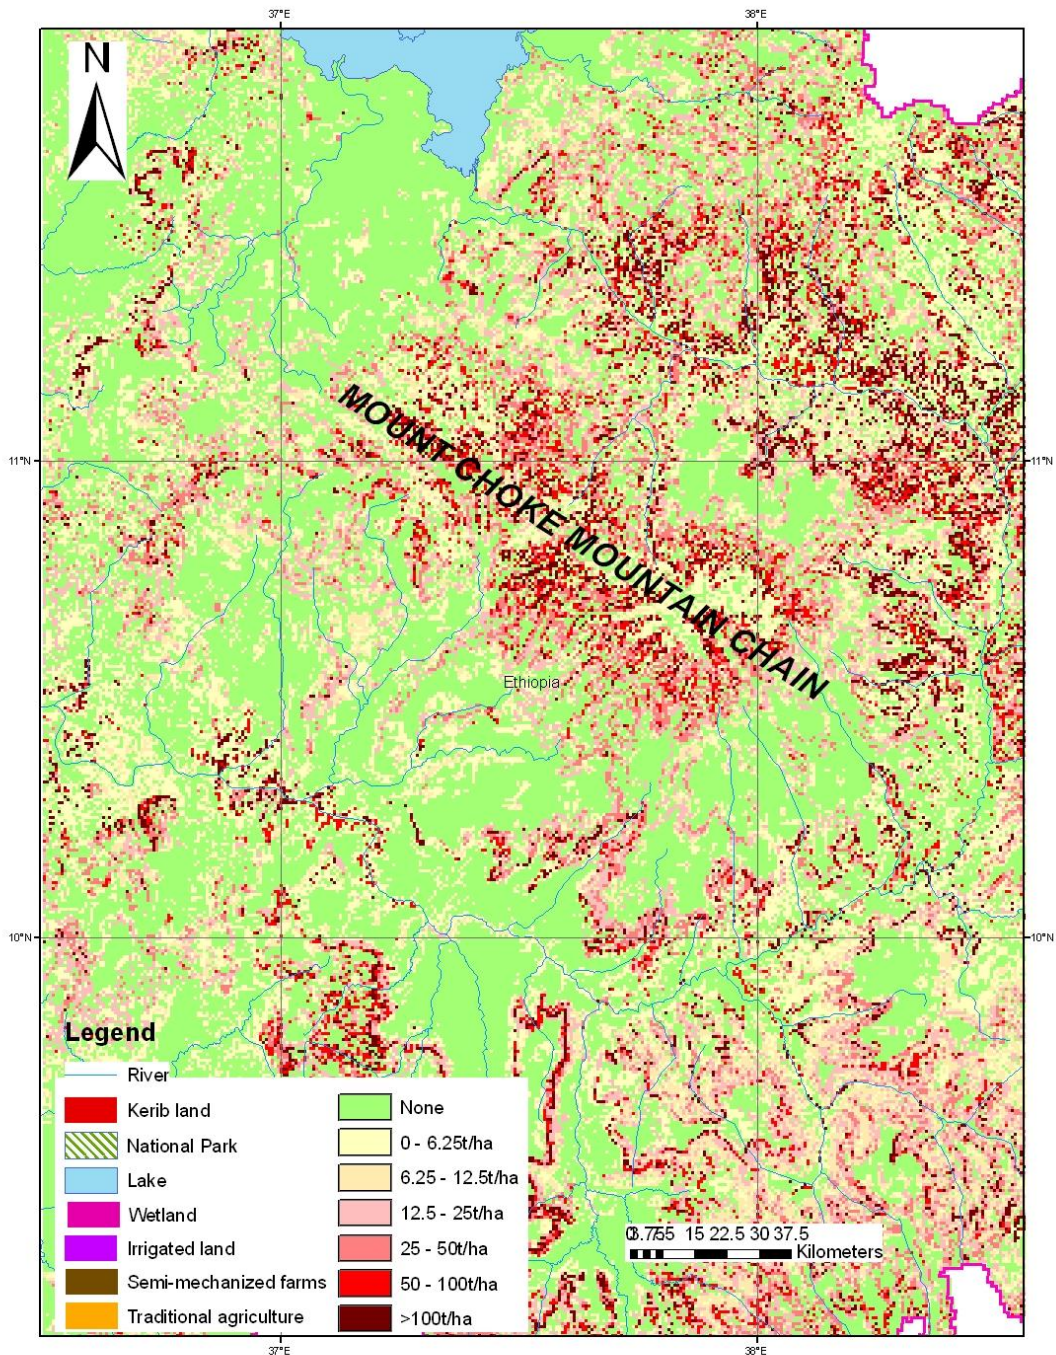 37°E 38°E
N
MOUNT CHOKE MOUNTAIN CHAIN
11°N 11°N
Ethiopia
10°N 10°N
Legend
River
Kerib land
National Park
Lake
Wetland
Irrigated land
Semi-mechanized farms
Traditional agriculture
None
0 - 6.25t/ha
6.25 - 12.5t/ha
12.5 - 25t/ha
25 - 50t/ha
50 - 100t/ha
>100t/ha
15 22.5 30 37.5
Kilometers
37°E 38°E